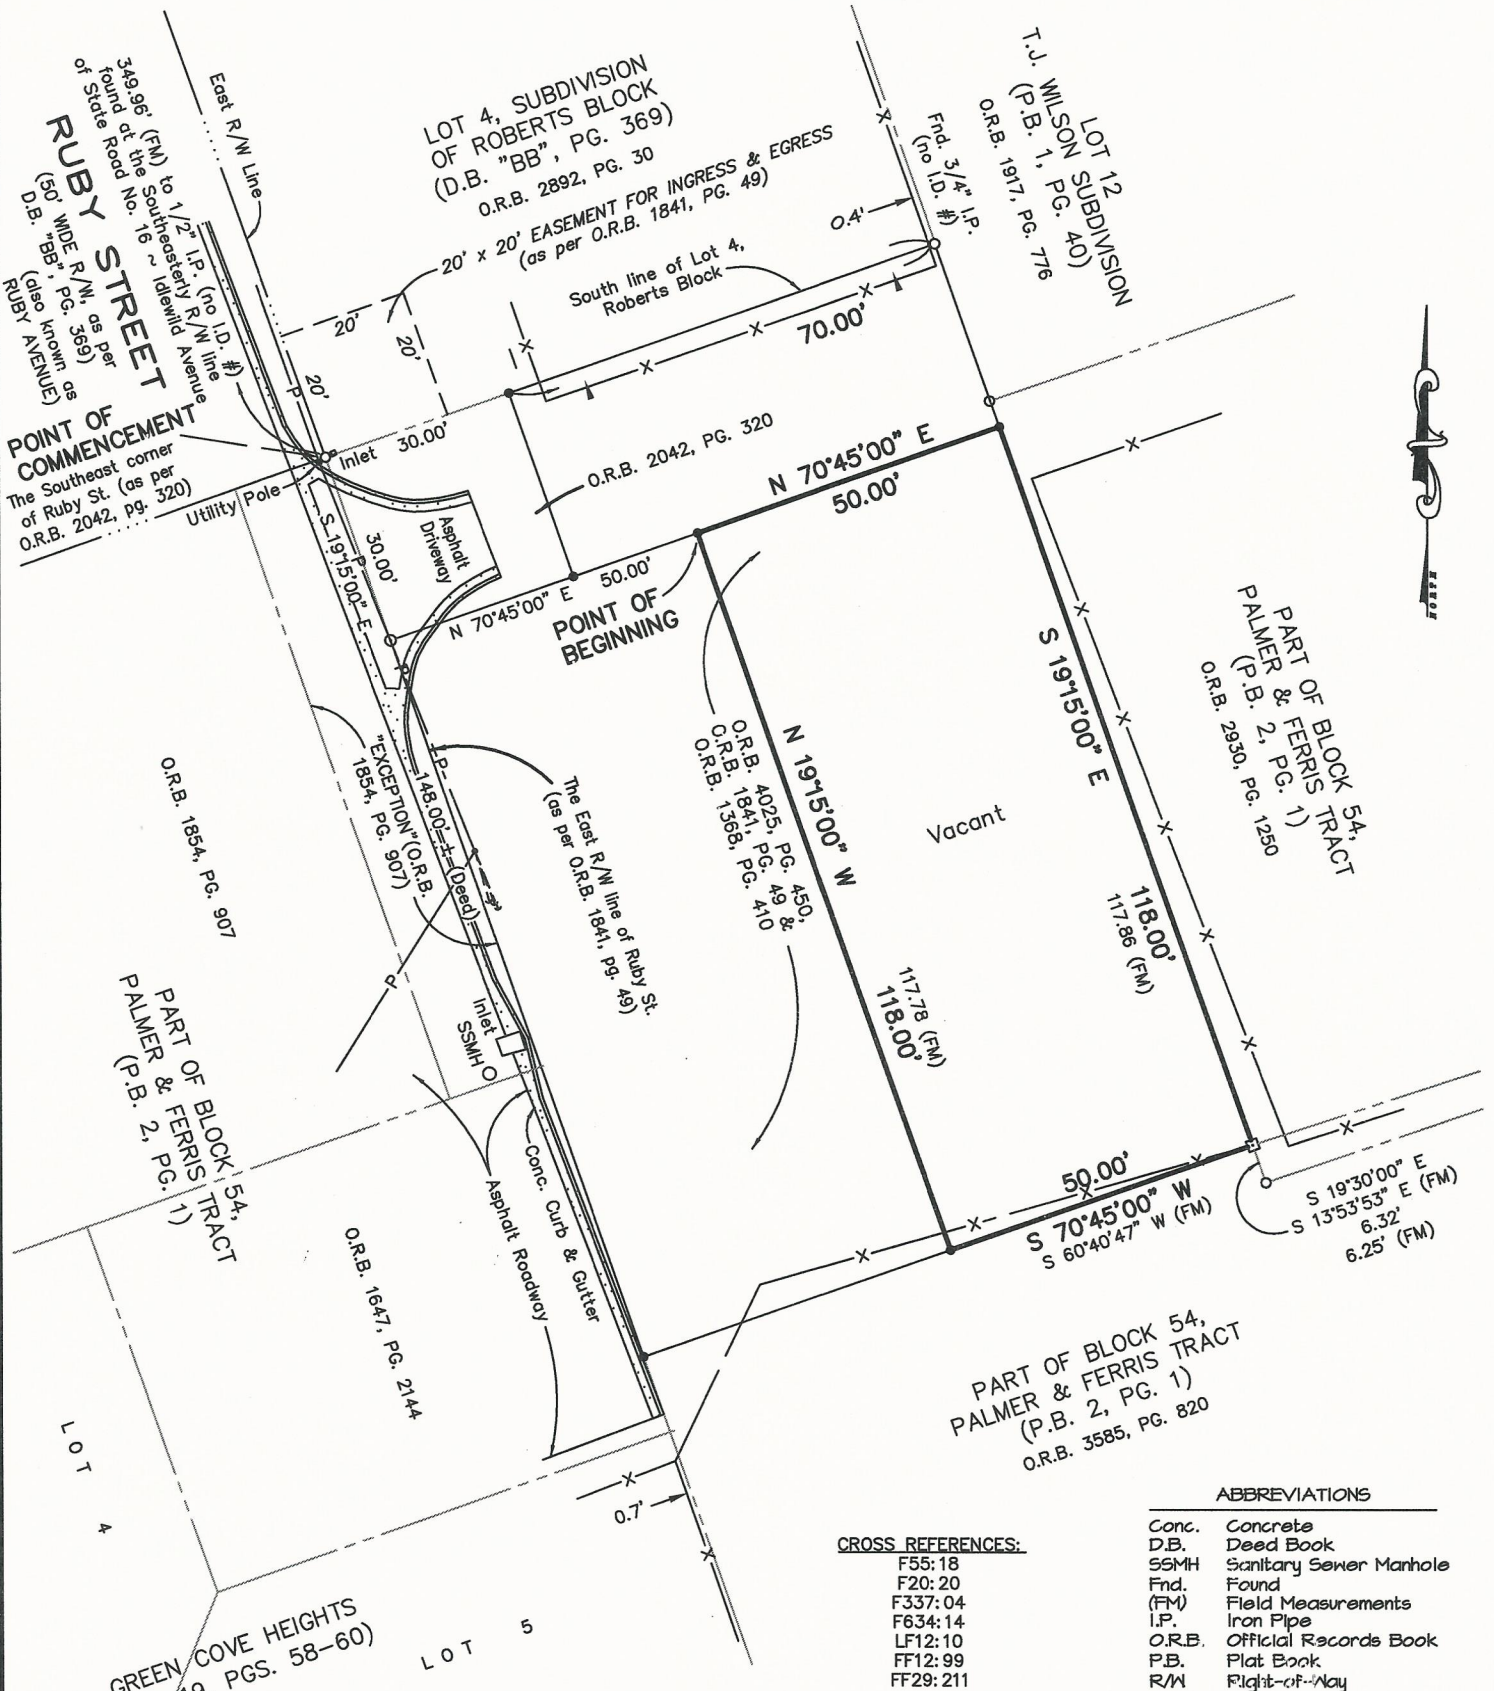 East R/W Line
349.96' (FM) to 1/2" I.P. (no I.D. #)
found at the Southeasterly R/W line
of State Road No. 16 ~ Idlewild Avenue
RUBY STREET
(50' WIDE R/W, as per
D.B. "BB", PG. 369)
(also known as
RUBY AVENUE)
POINT OF
COMMENCEMENT
The Southeast corner
of Ruby St. (as per
O.R.B. 2042, pg. 320)
LOT 4, SUBDIVISION
OF ROBERTS BLOCK
(D.B. "BB", PG. 369)
O.R.B. 2892, PG. 30
20' x 20' EASEMENT FOR INGRESS & EGRESS
(as per O.R.B. 1841, PG. 49)
South line of Lot 4,
Roberts Block
0.4'
Fnd. 3/4" I.P.
(no I.D. #)
LOT 12
T.J. WILSON SUBDIVISION
(P.B. 1, PG. 40)
O.R.B. 1917, PG. 776
20'
20'
20'
70.00'
30.00'
Inlet
Utility Pole
O.R.B. 2042, PG. 320
N 70°45'00" E
50.00'
Asphalt
Driveway
30.00'
S 19°15'00" E
N 70°45'00" E
50.00'
POINT OF
BEGINNING
NORTH
PART OF BLOCK 54,
PALMER & FERRIS TRACT
(P.B. 2, PG. 1)
O.R.B. 2930, PG. 1250
S 19°15'00" E
118.00'
117.86 (FM)
Vacant
N 19°15'00" W
117.78 (FM)
118.00'
O.R.B. 4025, PG. 450,
O.R.B. 1841, PG. 49 &
O.R.B. 1368, PG. 410
The East R/W line of Ruby St.
(as per O.R.B. 1841, pg. 49)
"EXCEPTION" (O.R.B.
1854, PG. 907)
148.00' ± (Deed)
O.R.B. 1854, PG. 907
PART OF BLOCK 54,
PALMER & FERRIS TRACT
(P.B. 2, PG. 1)
Inlet
SSMH
Conc. Curb & Gutter
Asphalt Roadway
O.R.B. 1647, PG. 2144
50.00'
S 70°45'00" W
S 60°40'47" W (FM)
S 19°30'00" E
S 13°53'53" E (FM)
6.32'
6.25' (FM)
PART OF BLOCK 54,
PALMER & FERRIS TRACT
(P.B. 2, PG. 1)
O.R.B. 3585, PG. 820
0.7'
LOT 4
LOT 5
GREEN COVE HEIGHTS
PGS. 58-60)
CROSS REFERENCES:
F55:18
F20:20
F337:04
F634:14
LF12:10
FF12:99
FF29:211
ABBREVIATIONS
Conc. Concrete
D.B. Deed Book
SSMH Sanitary Sewer Manhole
Fnd. Found
(FM) Field Measurements
I.P. Iron Pipe
O.R.B. Official Records Book
P.B. Plat Book
R/W Right-of-Way